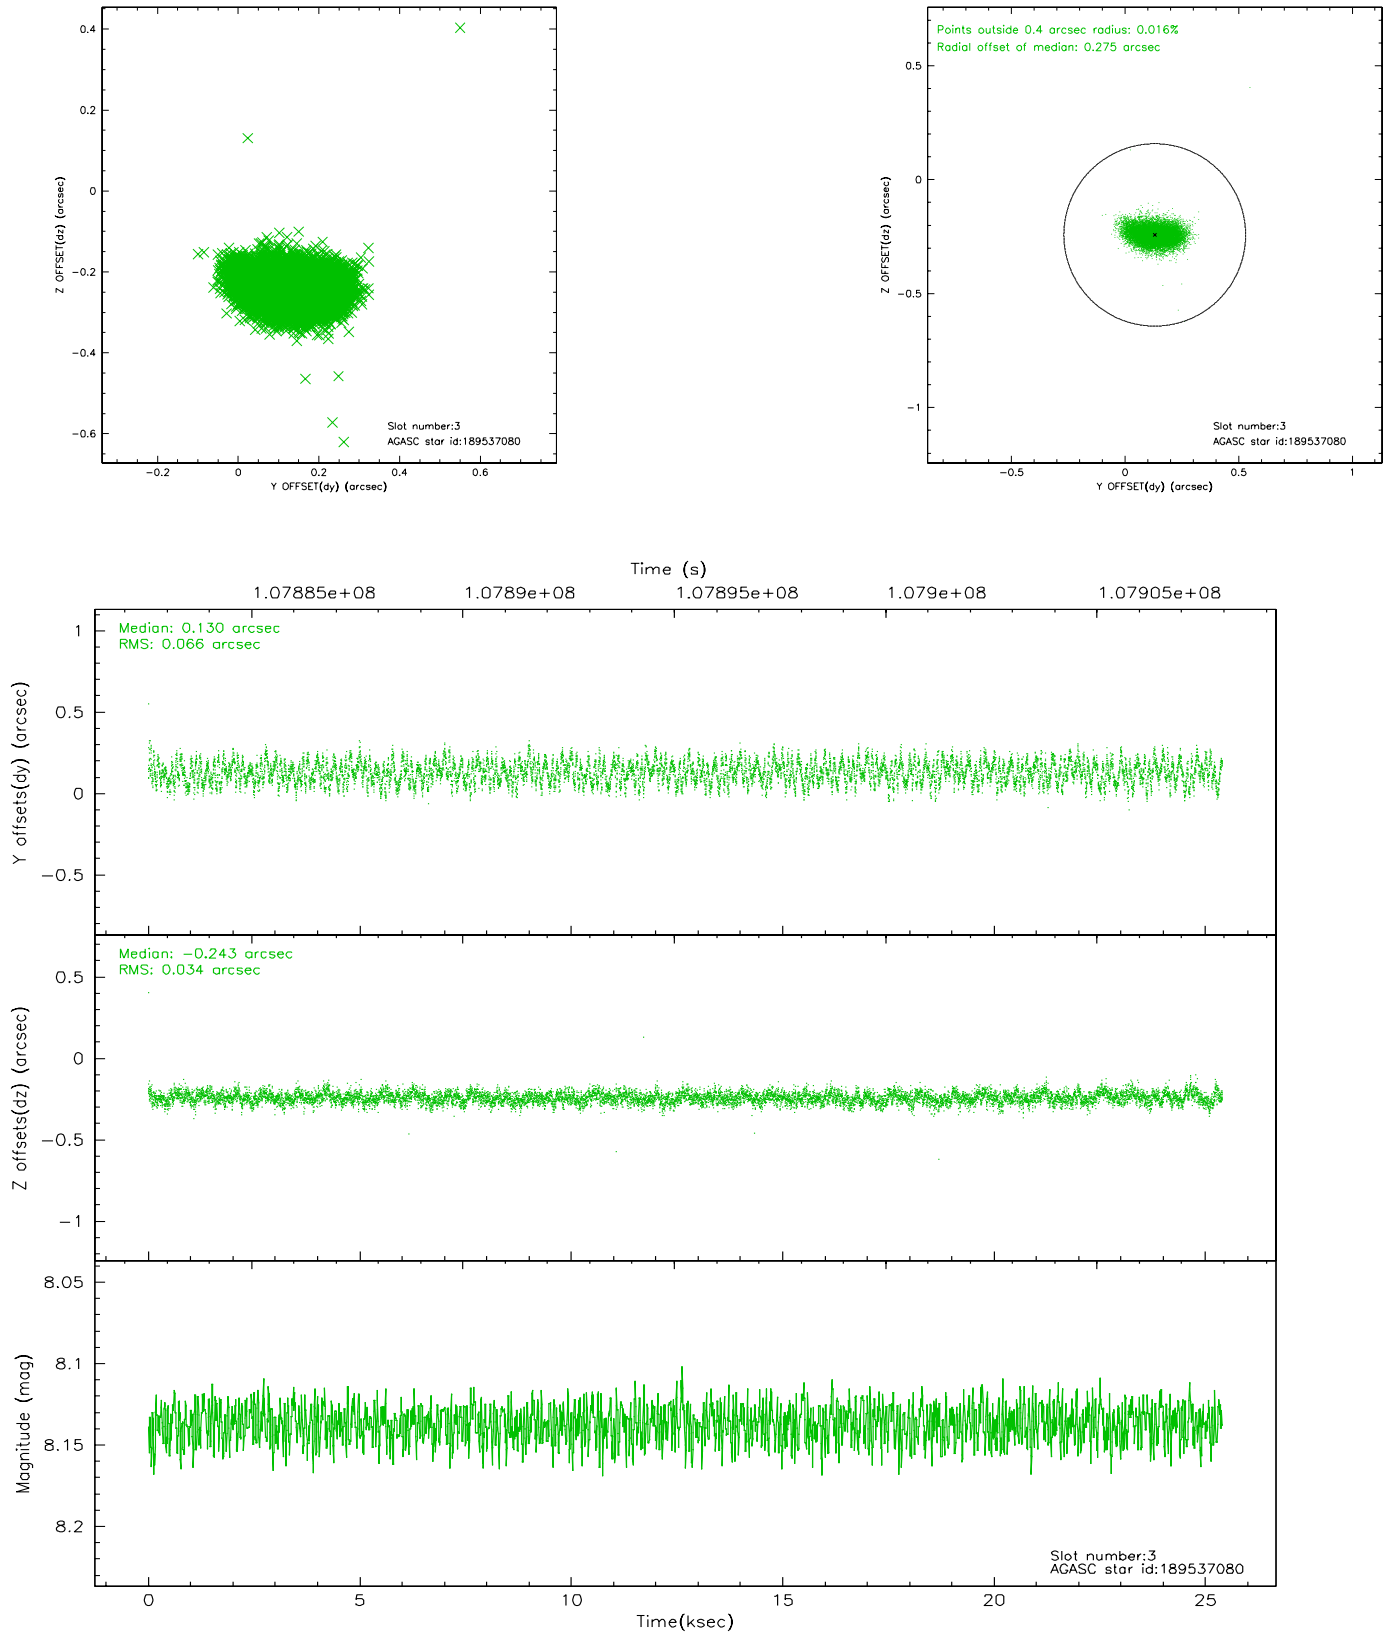 0.4
0.2
0
−0.2
−0.4
−0.6
Z OFFSET(dz) (arcsec)
Slot number:3
AGASC star id:189537080
−0.2 0 0.2 0.4 0.6
Y OFFSET(dy) (arcsec)
Points outside 0.4 arcsec radius: 0.016%
Radial offset of median: 0.275 arcsec
0.5
0
−0.5
−1
Z OFFSET(dz) (arcsec)
Slot number:3
AGASC star id:189537080
−0.5 0 0.5 1
Y OFFSET(dy) (arcsec)
Time (s)
1.07885e+08 1.0789e+08 1.07895e+08 1.079e+08 1.07905e+08
Median: 0.130 arcsec
RMS: 0.066 arcsec
1
0.5
0
−0.5
Y offsets(dy) (arcsec)
Median: −0.243 arcsec
RMS: 0.034 arcsec
0.5
0
−0.5
−1
Z offsets(dz) (arcsec)
8.05
8.1
8.15
8.2
Magnitude (mag)
Slot number:3
AGASC star id:189537080
0 5 10 15 20 25
Time(ksec)